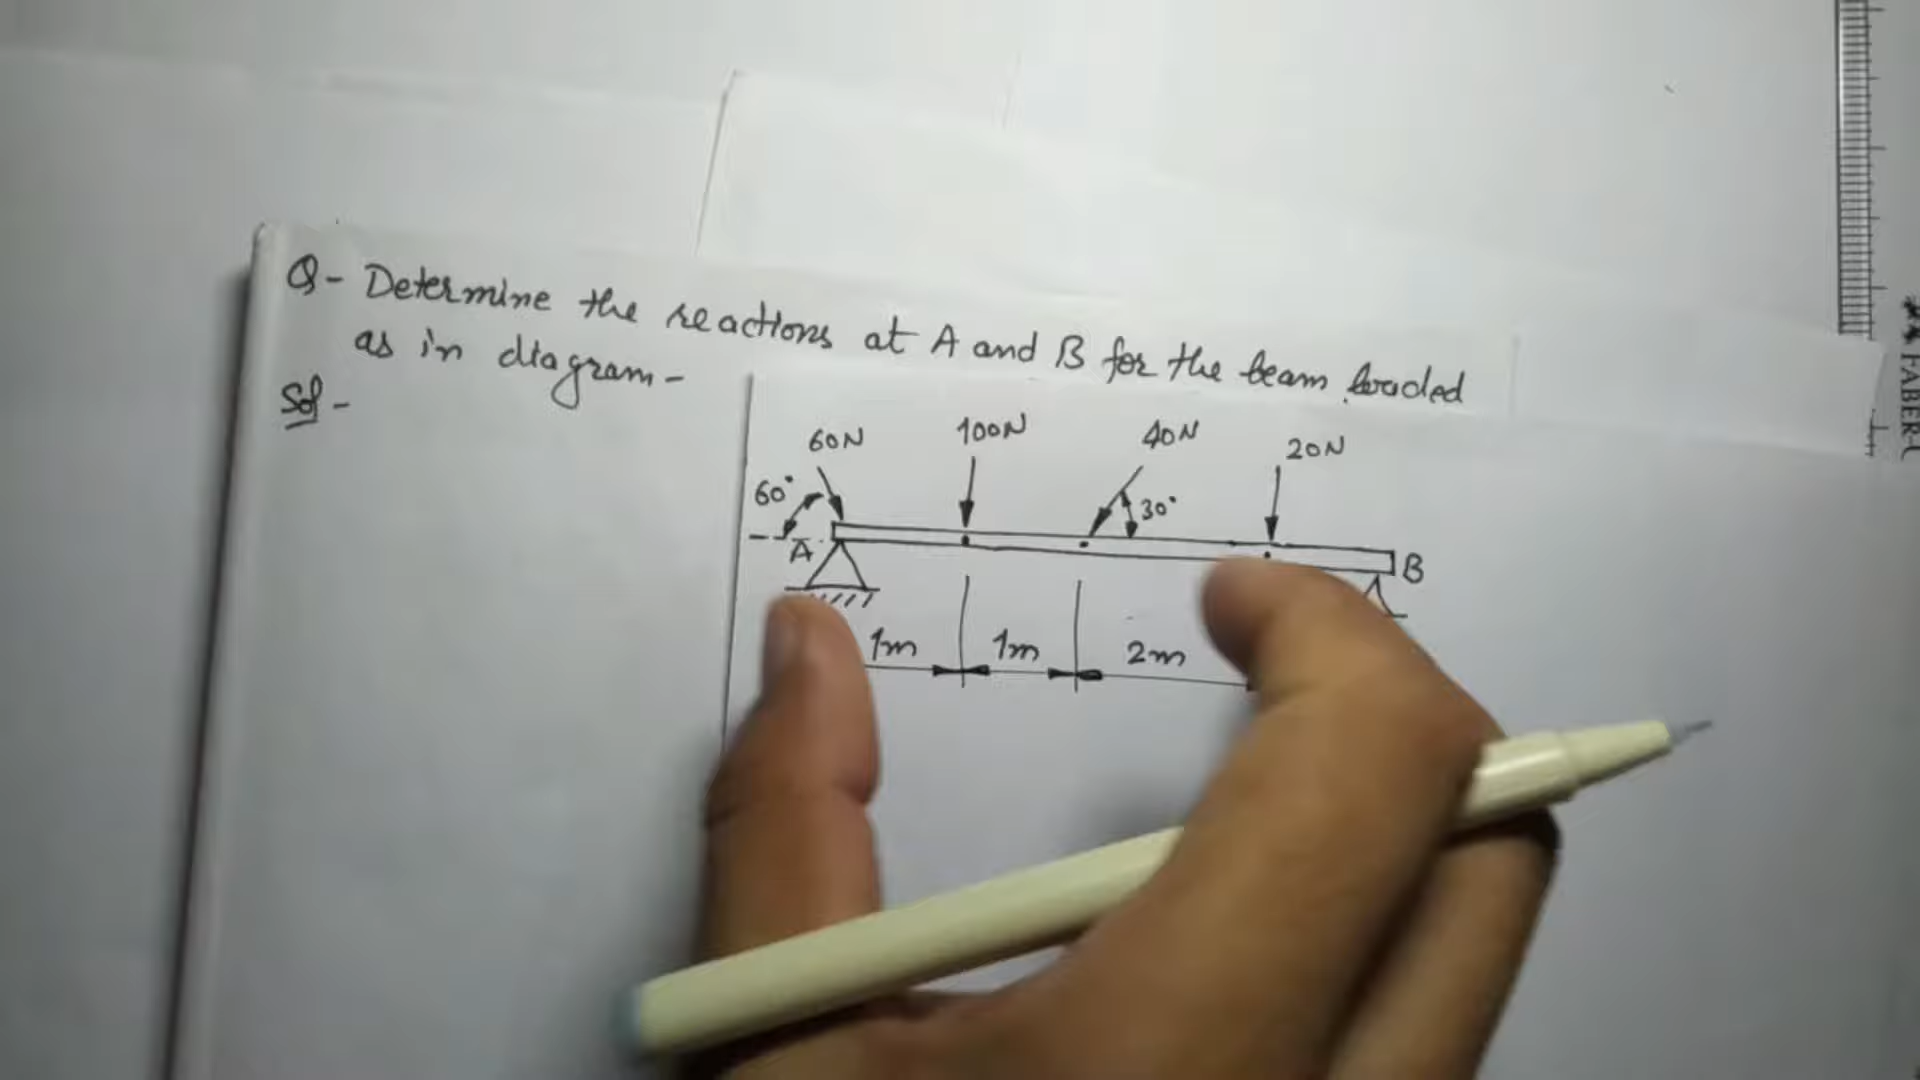 Q- Determine the reactions at A and B for the beam loaded
as in diagram-
Sol-
60N 100N 40N 20N
60° 30°
A B
1m 1m 2m